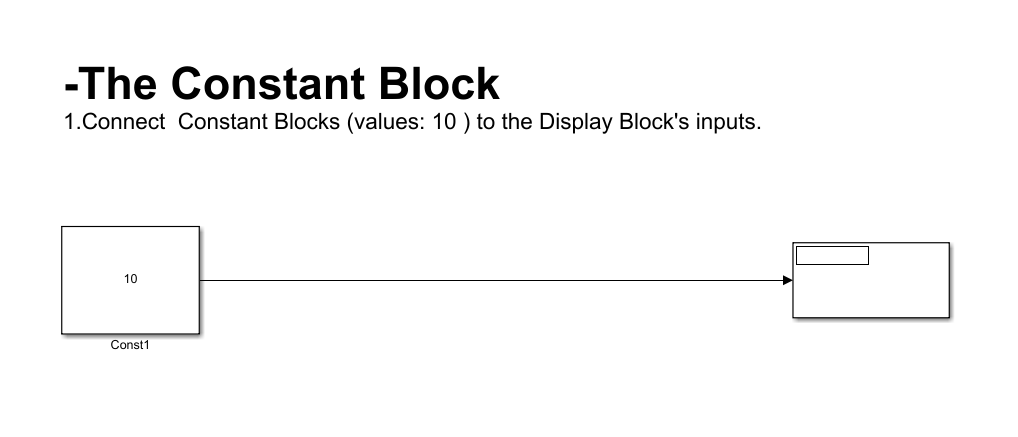 -The Constant Block
1.Connect  Constant Blocks (values: 10 ) to the Display Block's inputs.
10
Const1